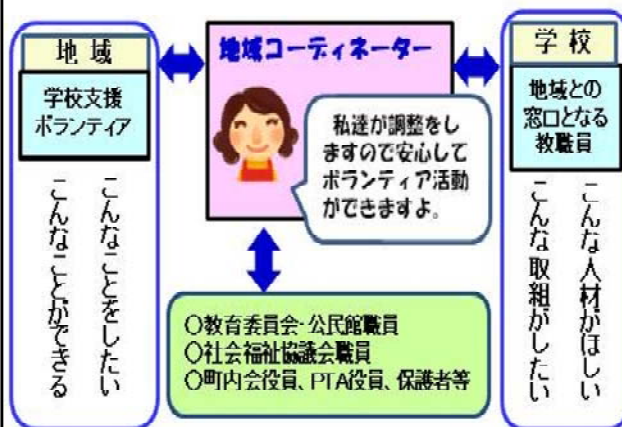 地域
学校支援
ボランティア
こんなことをしたい
こんなことができる
地域コーディネーター
私達が調整をし
ますので安心して
ボランティア活動
ができますよ。
学校
地域との
窓口となる
教職員
こんな人材がほしい
こんな取組がしたい
○教育委員会・公民館職員
○社会福祉協議会職員
○町内会役員、PTA役員、保護者等